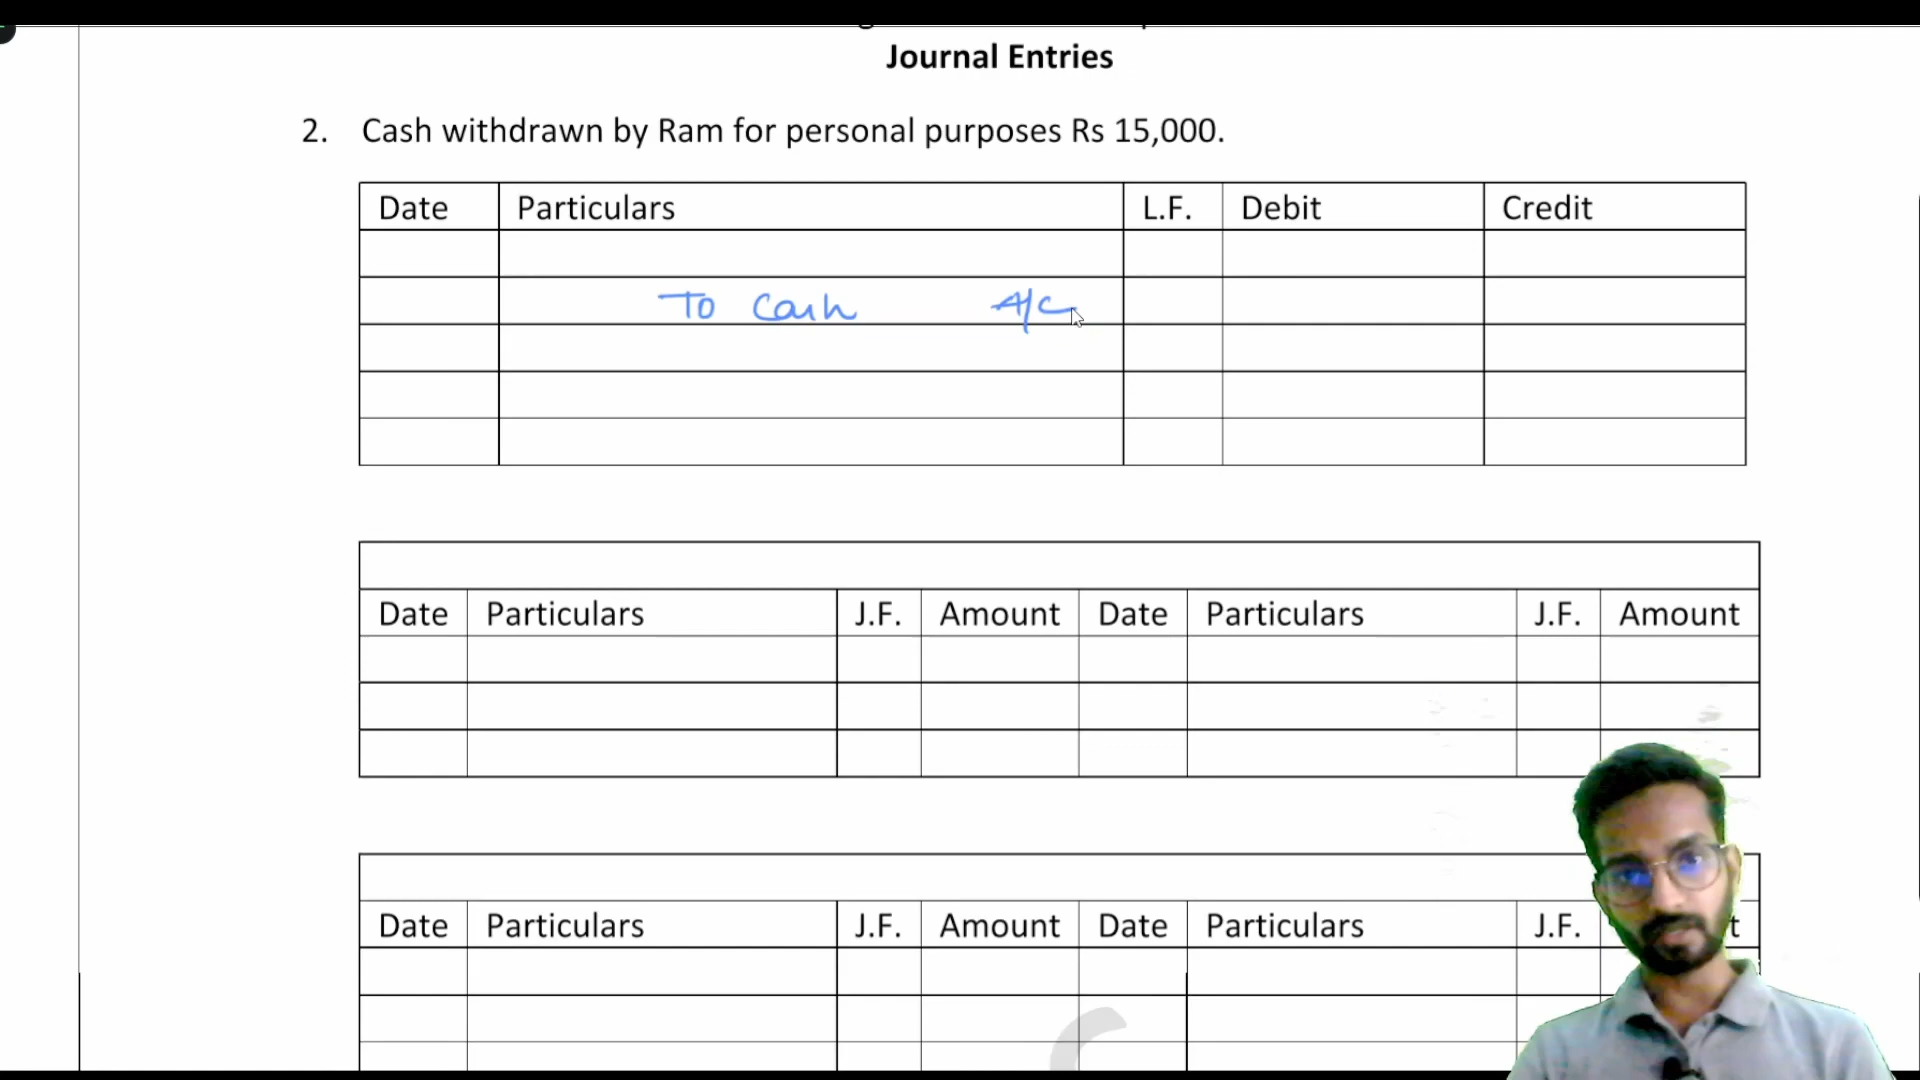 Journal Entries
2. Cash withdrawn by Ram for personal purposes Rs 15,000.
Date Particulars L.F. Debit Credit
To Cash A/C
Date Particulars J.F. Amount Date Particulars J.F. Amount
Date Particulars J.F. Amount Date Particulars J.F. t